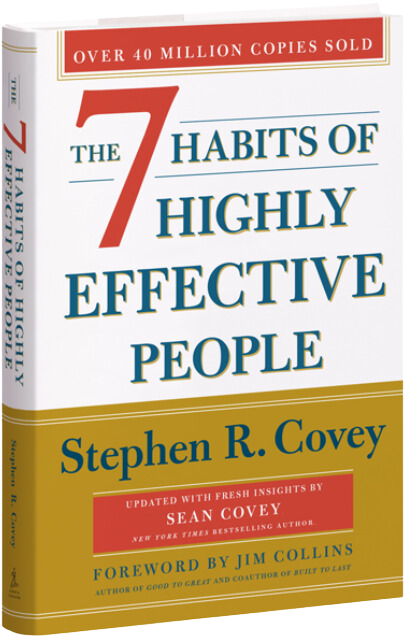 OVER 40 MILLION COPIES SOLD
THE 7 HABITS OF
HIGHLY
EFFECTIVE
PEOPLE
Stephen R. Covey
UPDATED WITH FRESH INSIGHTS BY
SEAN COVEY
NEW YORK TIMES BESTSELLING AUTHOR
FOREWORD BY JIM COLLINS
AUTHOR OF GOOD TO GREAT AND COAUTHOR OF BUILT TO LAST
THE 7 HABITS OF HIGHLY
EFFECTIVE PEOPLE
Stephen R. Covey